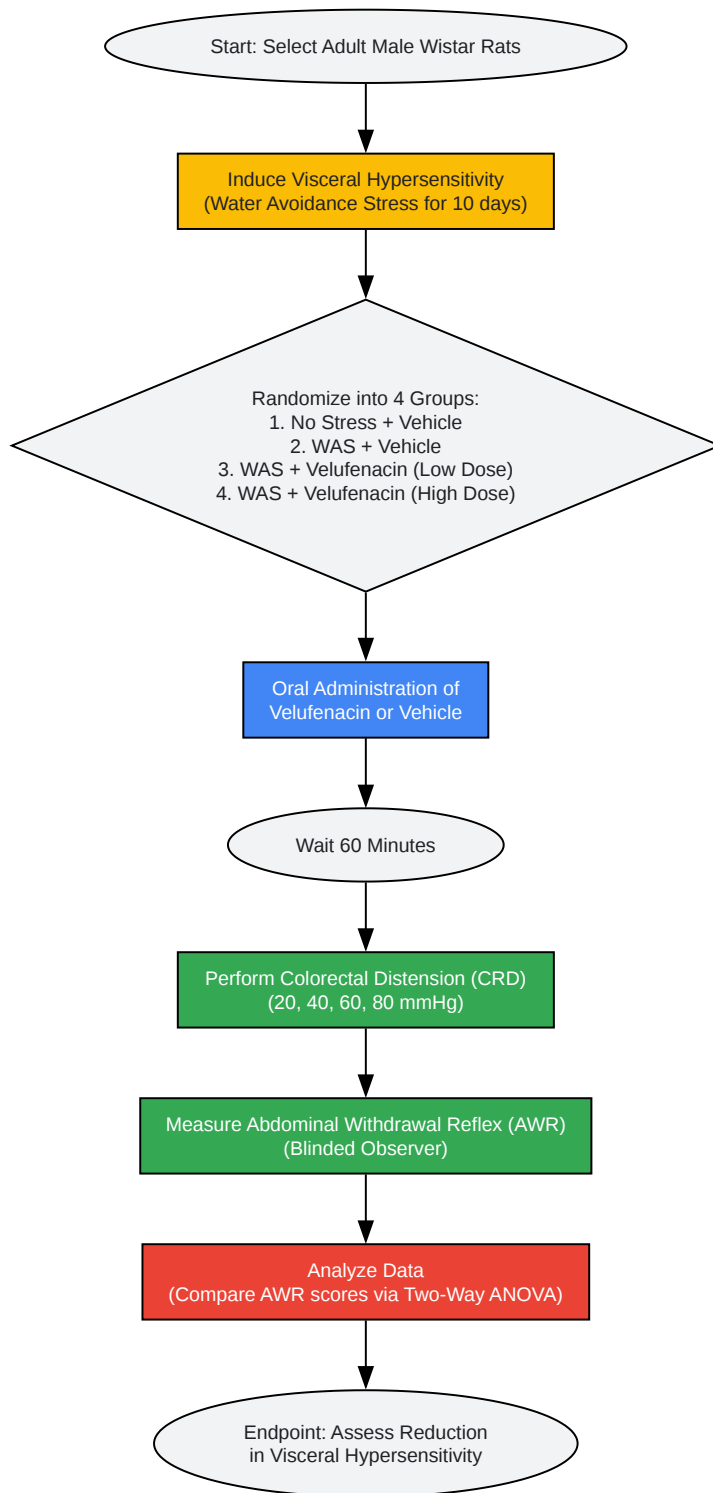 Start: Select Adult Male Wistar Rats
Induce Visceral Hypersensitivity
(Water Avoidance Stress for 10 days)
Randomize into 4 Groups:
1. No Stress + Vehicle
2. WAS + Vehicle
3. WAS + Velufenacin (Low Dose)
4. WAS + Velufenacin (High Dose)
Oral Administration of
Velufenacin or Vehicle
Wait 60 Minutes
Perform Colorectal Distension (CRD)
(20, 40, 60, 80 mmHg)
Measure Abdominal Withdrawal Reflex (AWR)
(Blinded Observer)
Analyze Data
(Compare AWR scores via Two-Way ANOVA)
Endpoint: Assess Reduction
in Visceral Hypersensitivity